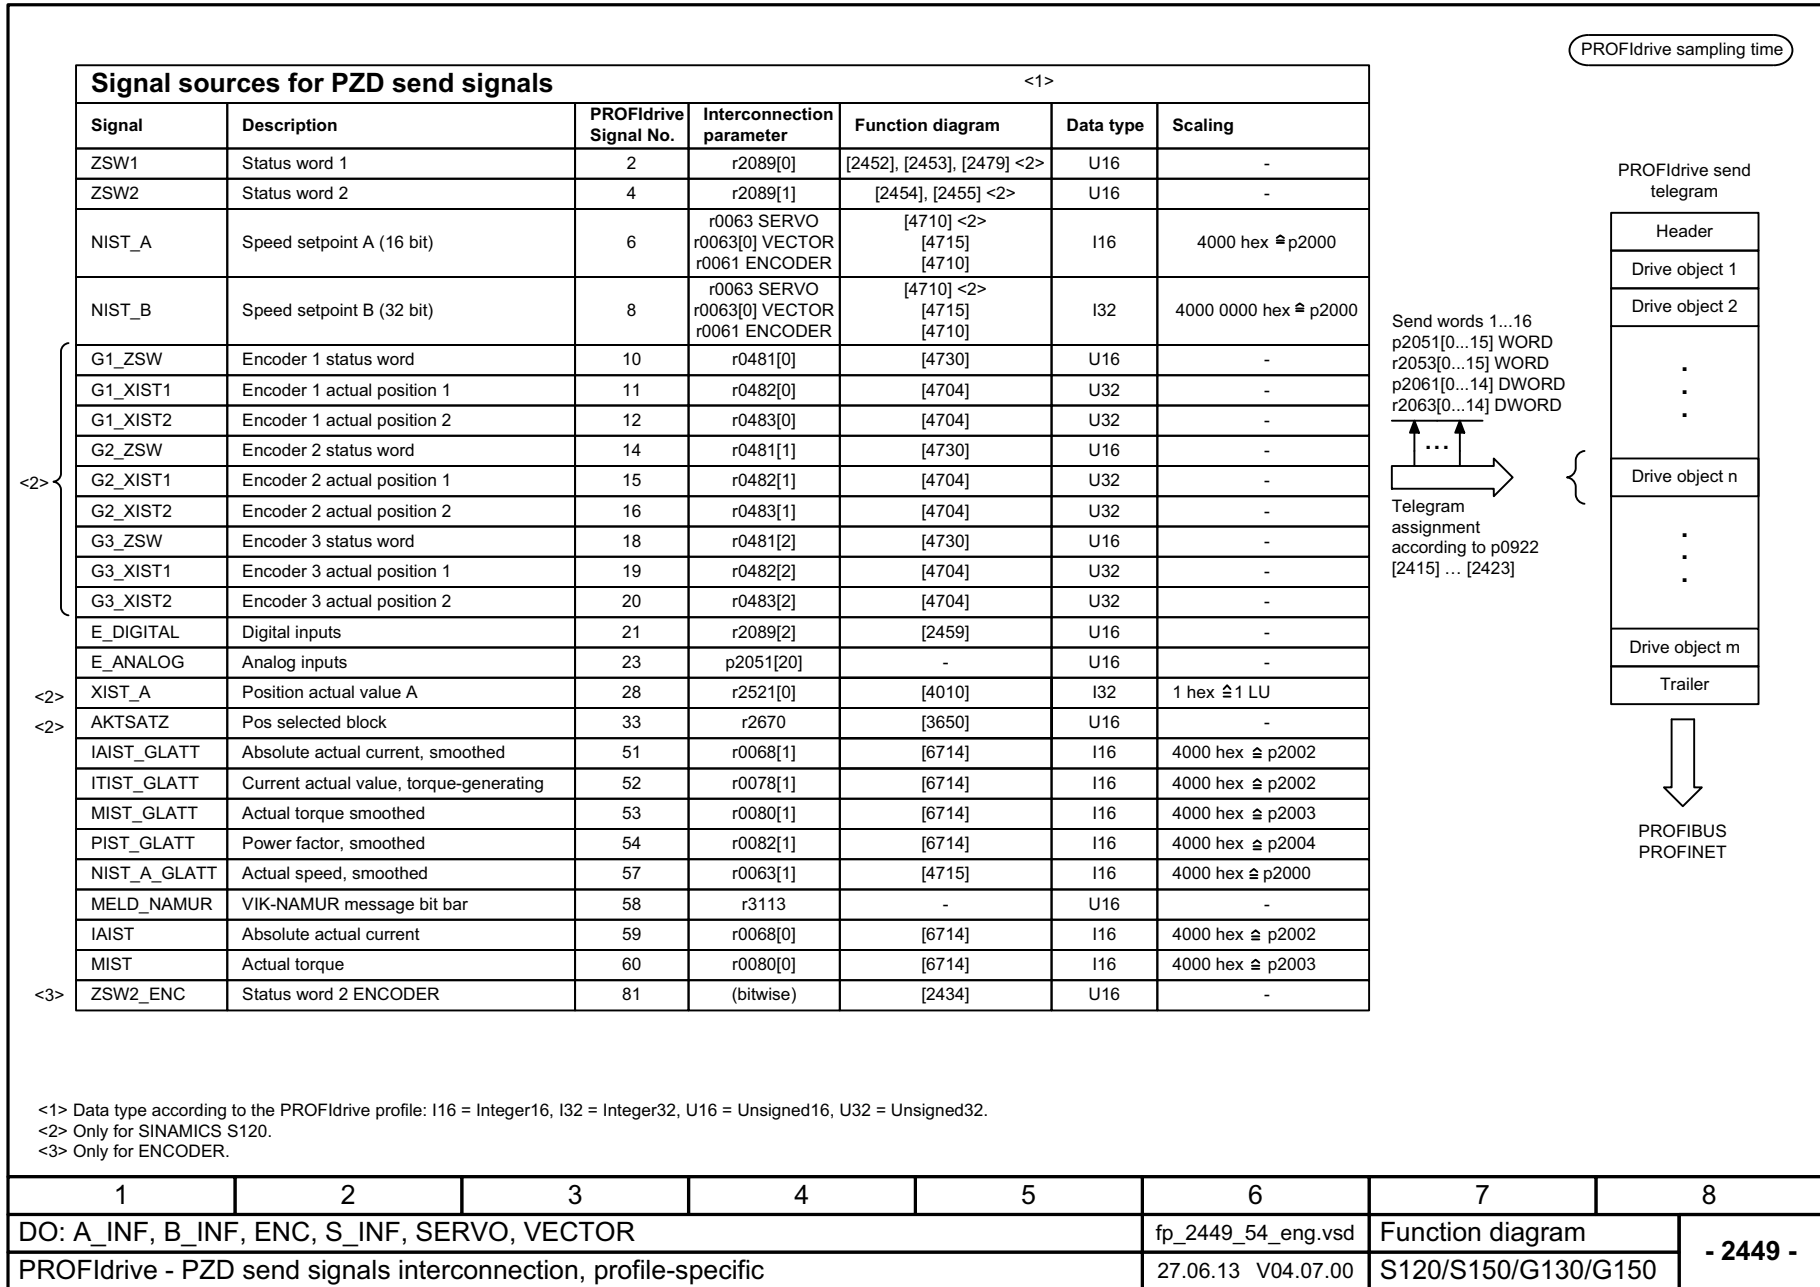 PROFIdrive sampling time
Signal sources for PZD send signals <1>
Signal Description PROFIdrive Signal No. Interconnection parameter Function diagram Data type Scaling
ZSW1 Status word 1 2 r2089[0] [2452], [2453], [2479] <2> U16 -
ZSW2 Status word 2 4 r2089[1] [2454], [2455] <2> U16 -
NIST_A Speed setpoint A (16 bit) 6 r0063 SERVO r0063[0] VECTOR r0061 ENCODER [4710] <2> [4715] [4710] I16 4000 hex ≙ p2000
NIST_B Speed setpoint B (32 bit) 8 r0063 SERVO r0063[0] VECTOR r0061 ENCODER [4710] <2> [4715] [4710] I32 4000 0000 hex ≙ p2000
<2>
G1_ZSW Encoder 1 status word 10 r0481[0] [4730] U16 -
G1_XIST1 Encoder 1 actual position 1 11 r0482[0] [4704] U32 -
G1_XIST2 Encoder 1 actual position 2 12 r0483[0] [4704] U32 -
G2_ZSW Encoder 2 status word 14 r0481[1] [4730] U16 -
G2_XIST1 Encoder 2 actual position 1 15 r0482[1] [4704] U32 -
G2_XIST2 Encoder 2 actual position 2 16 r0483[1] [4704] U32 -
G3_ZSW Encoder 3 status word 18 r0481[2] [4730] U16 -
G3_XIST1 Encoder 3 actual position 1 19 r0482[2] [4704] U32 -
G3_XIST2 Encoder 3 actual position 2 20 r0483[2] [4704] U32 -
E_DIGITAL Digital inputs 21 r2089[2] [2459] U16 -
E_ANALOG Analog inputs 23 p2051[20] - U16 -
<2> XIST_A Position actual value A 28 r2521[0] [4010] I32 1 hex ≙ 1 LU
<2> AKTSATZ Pos selected block 33 r2670 [3650] U16 -
IAIST_GLATT Absolute actual current, smoothed 51 r0068[1] [6714] I16 4000 hex ≙ p2002
ITIST_GLATT Current actual value, torque-generating 52 r0078[1] [6714] I16 4000 hex ≙ p2002
MIST_GLATT Actual torque smoothed 53 r0080[1] [6714] I16 4000 hex ≙ p2003
PIST_GLATT Power factor, smoothed 54 r0082[1] [6714] I16 4000 hex ≙ p2004
NIST_A_GLATT Actual speed, smoothed 57 r0063[1] [4715] I16 4000 hex ≙ p2000
MELD_NAMUR VIK-NAMUR message bit bar 58 r3113 - U16 -
IAIST Absolute actual current 59 r0068[0] [6714] I16 4000 hex ≙ p2002
MIST Actual torque 60 r0080[0] [6714] I16 4000 hex ≙ p2003
<3> ZSW2_ENC Status word 2 ENCODER 81 (bitwise) [2434] U16 -
Send words 1...16
p2051[0...15] WORD
r2053[0...15] WORD
p2061[0...14] DWORD
r2063[0...14] DWORD
...
Telegram
assignment
according to p0922
[2415] … [2423]
PROFIdrive send
telegram
Header
Drive object 1
Drive object 2
.
.
.
Drive object n
.
.
.
Drive object m
Trailer
PROFIBUS
PROFINET
<1> Data type according to the PROFIdrive profile: I16 = Integer16, I32 = Integer32, U16 = Unsigned16, U32 = Unsigned32.
<2> Only for SINAMICS S120.
<3> Only for ENCODER.
1 2 3 4 5 6 7 8
DO: A_INF, B_INF, ENC, S_INF, SERVO, VECTOR fp_2449_54_eng.vsd Function diagram
PROFIdrive - PZD send signals interconnection, profile-specific 27.06.13 V04.07.00 S120/S150/G130/G150
- 2449 -